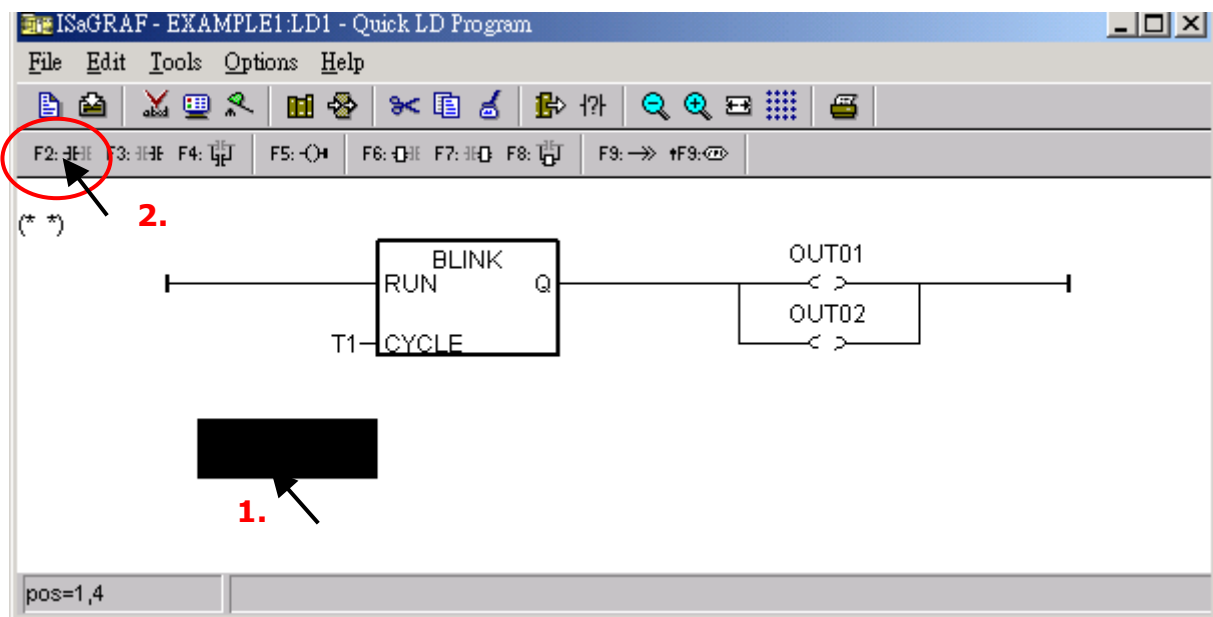 ISaGRAF - EXAMPLE1:LD1 - Quick LD Program
File Edit Tools Options Help
F2: F3: F4: F5: F6: F7: F8: F9: F9:
2.
(* *)
BLINK
OUT01
RUN Q
OUT02
T1 CYCLE
1.
pos=1,4